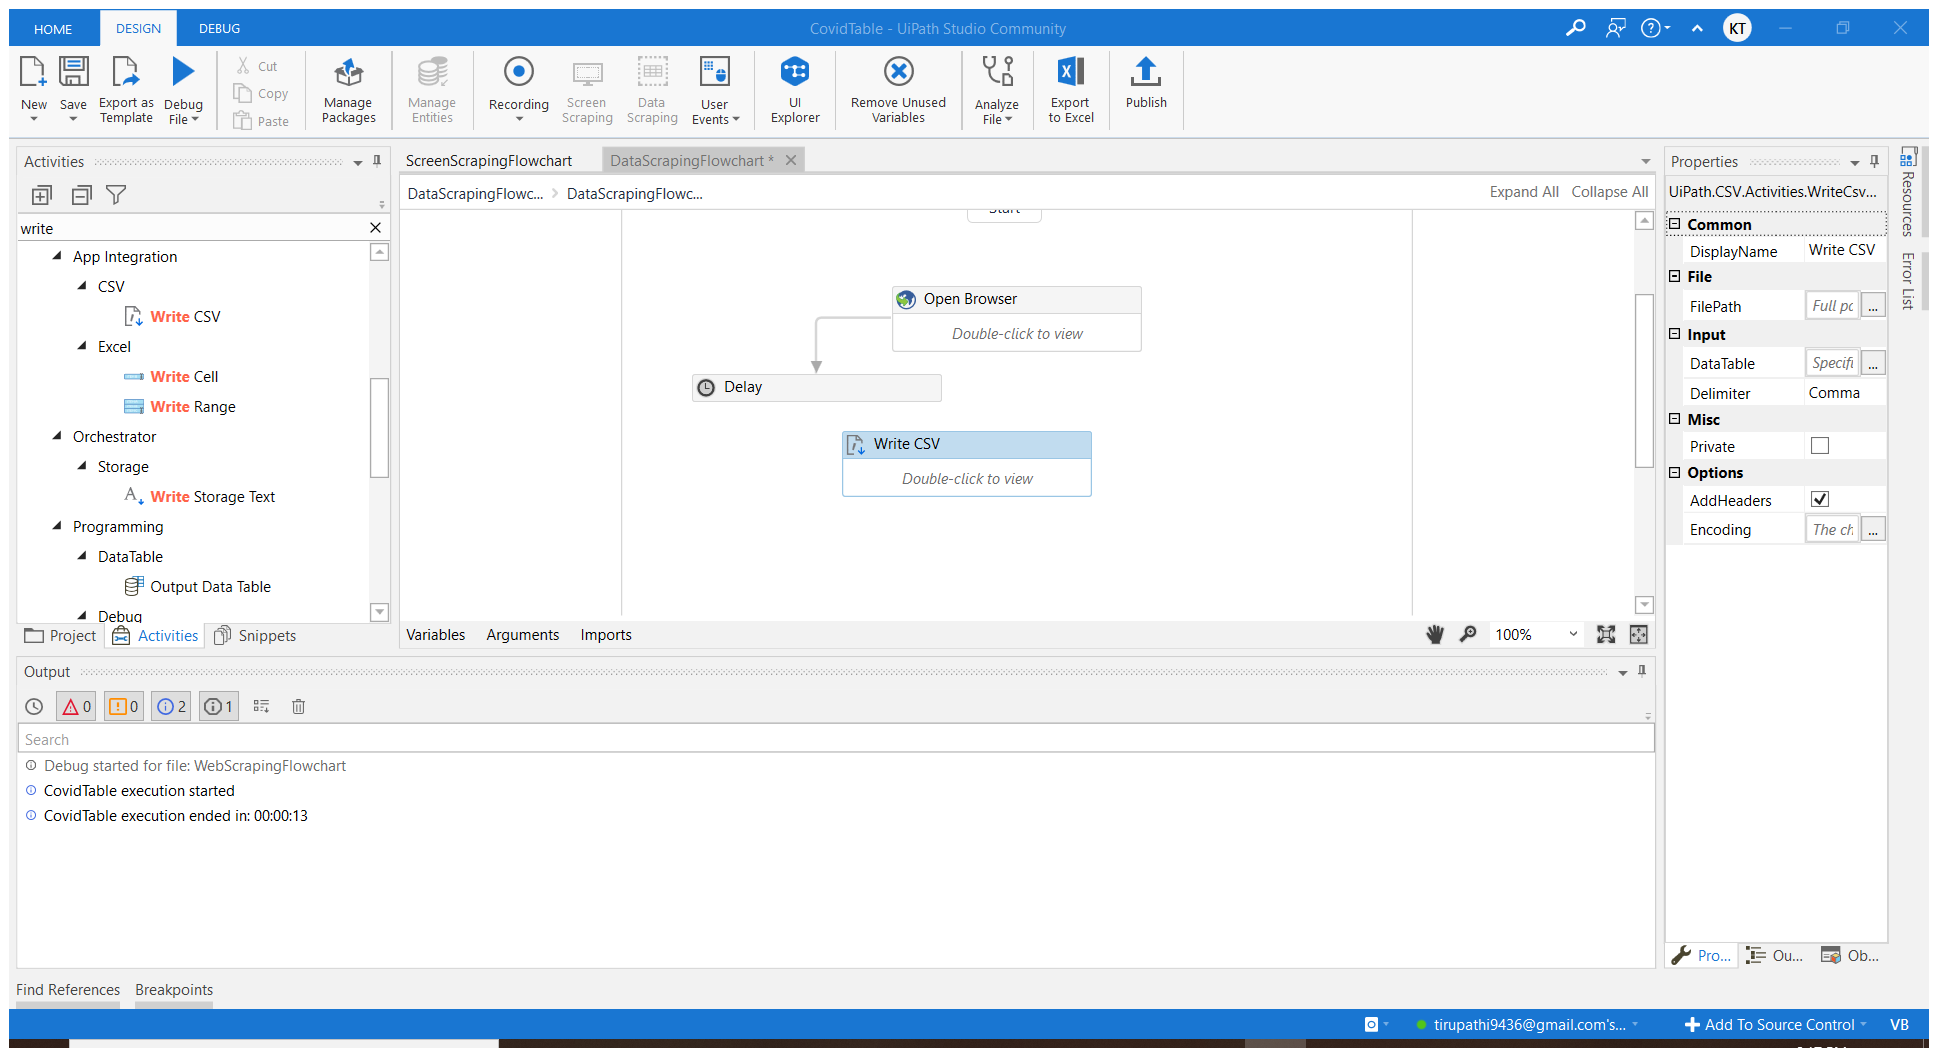 HOME DESIGN DEBUG CovidTable - UiPath Studio Community KT
New Save Export as Template Debug File Cut Copy Paste Manage Packages Manage Entities Recording Screen Scraping Data Scraping User Events UI Explorer Remove Unused Variables Analyze File Export to Excel Publish
Activities
write
App Integration
CSV
Write CSV
Excel
Write Cell
Write Range
Orchestrator
Storage
Write Storage Text
Programming
DataTable
Output Data Table
Debug
Project Activities Snippets
ScreenScrapingFlowchart DataScrapingFlowchart *
DataScrapingFlowc... > DataScrapingFlowc... Expand All Collapse All
Start
Open Browser
Double-click to view
Delay
Write CSV
Double-click to view
Variables Arguments Imports 100%
Properties
UiPath.CSV.Activities.WriteCsv...
Common
DisplayName Write CSV
File
FilePath Full pc ...
Input
DataTable Specifi ...
Delimiter Comma
Misc
Private
Options
AddHeaders
Encoding The ch ...
Pro... Ou... Ob...
Resources
Error List
Output
0 0 2 1
Search
Debug started for file: WebScrapingFlowchart
CovidTable execution started
CovidTable execution ended in: 00:00:13
Find References Breakpoints
tirupathi9436@gmail.com's... Add To Source Control VB